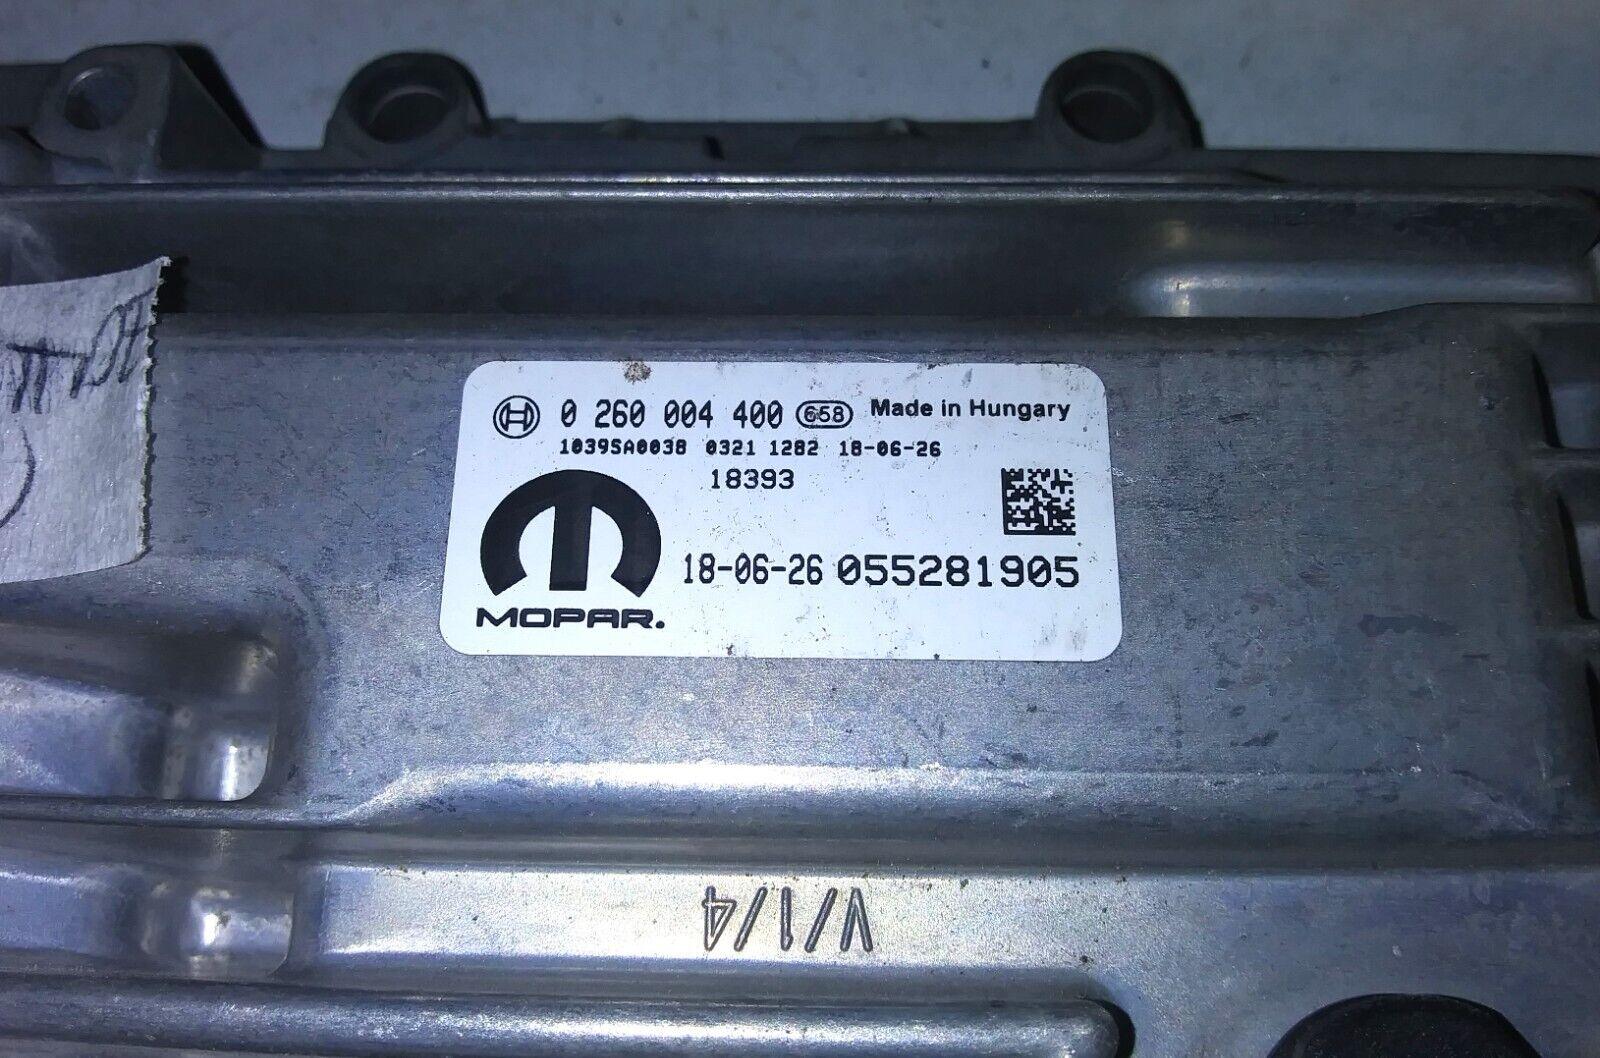 0 260 004 400 658 Made in Hungary
10395A0038 0321 1282 18-06-26
18393
18-06-26 055281905
MOPAR.
V/1/4